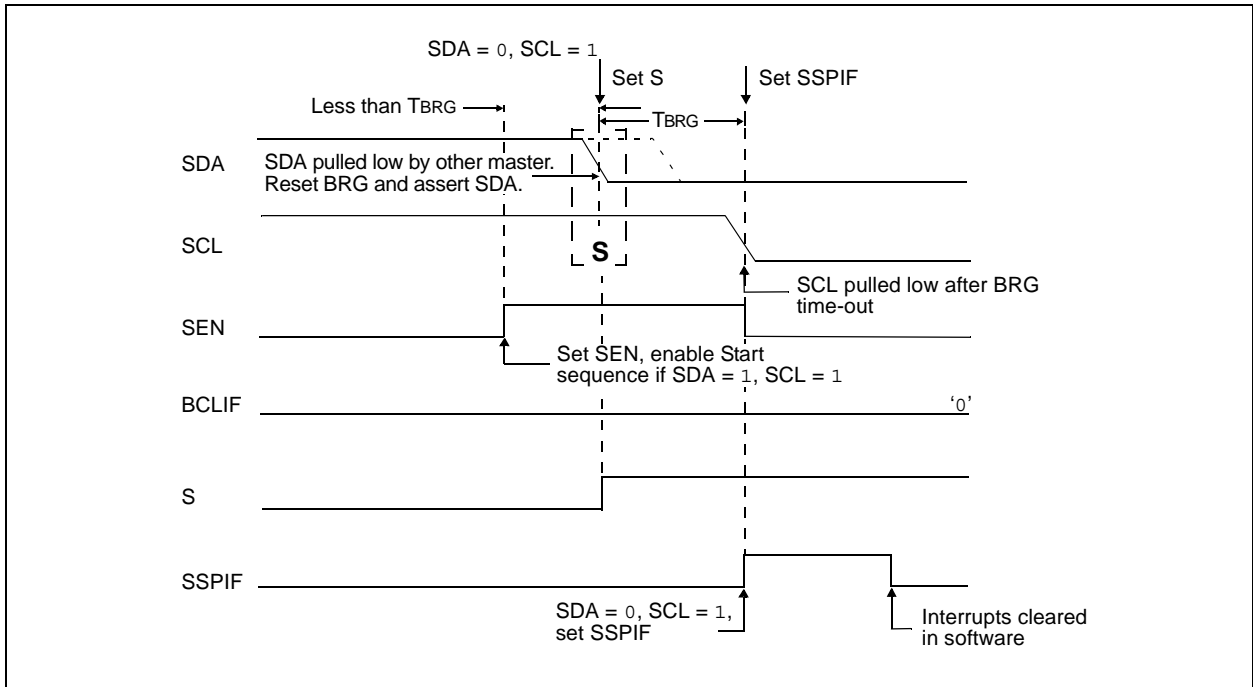 SDA = 0, SCL = 1
Set S
Set SSPIF
Less than TBRG
TBRG
SDA
SDA pulled low by other master.
Reset BRG and assert SDA.
SCL
S
SCL pulled low after BRG
time-out
SEN
Set SEN, enable Start
sequence if SDA = 1, SCL = 1
BCLIF
‘0’
S
SSPIF
SDA = 0, SCL = 1,
set SSPIF
Interrupts cleared
in software